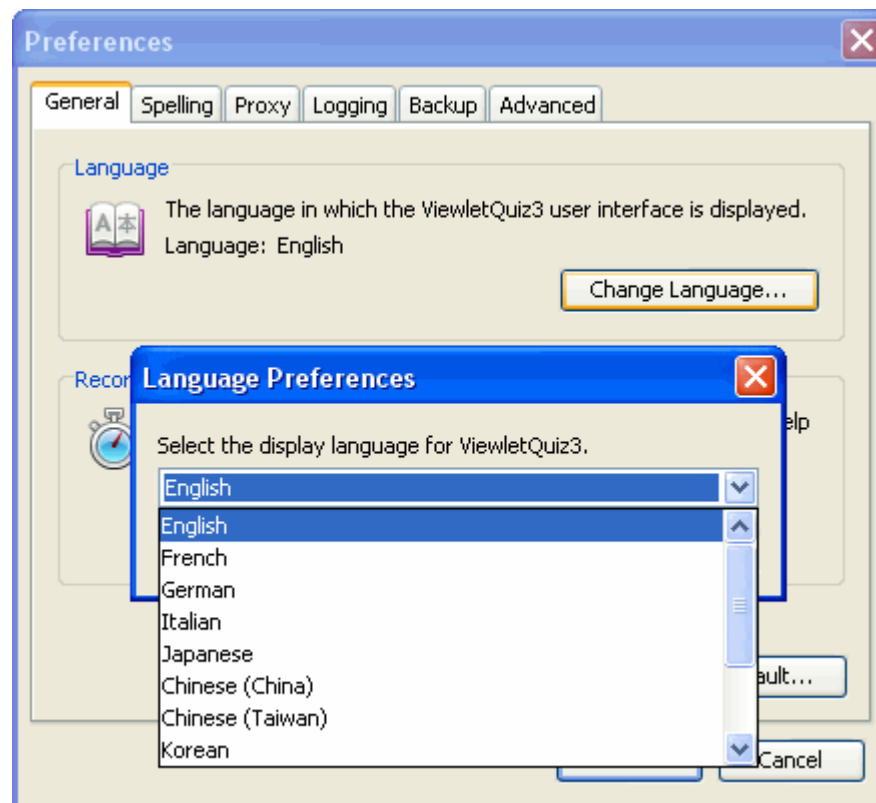 Preferences
General Spelling Proxy Logging Backup Advanced
Language
A本 The language in which the ViewletQuiz3 user interface is displayed.
Language: English
Change Language...
Language Preferences
Select the display language for ViewletQuiz3.
English
English
French
German
Italian
Japanese
Chinese (China)
Chinese (Taiwan)
Korean
Cancel